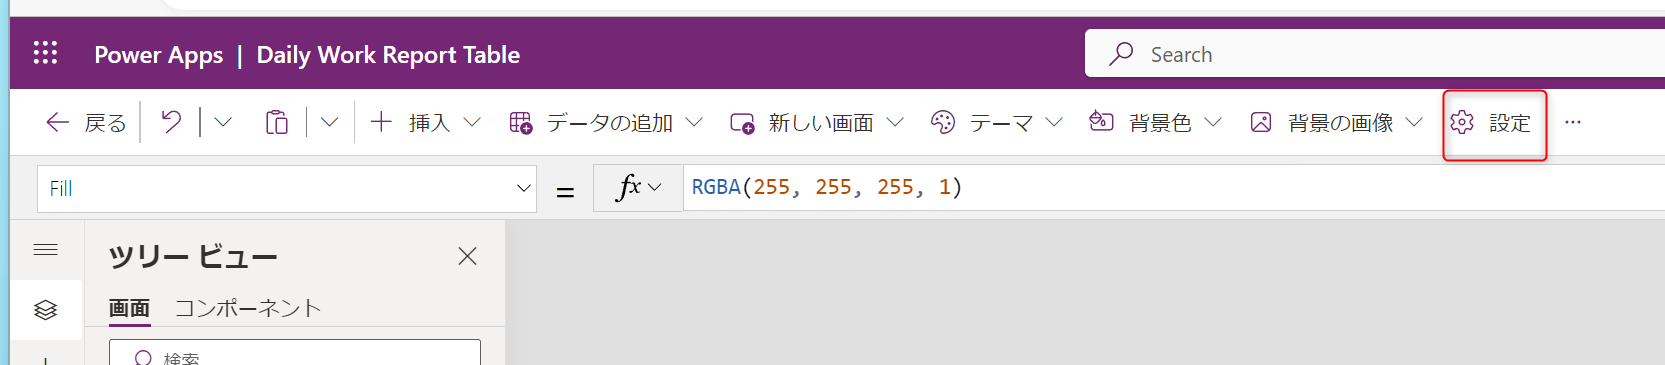 Power Apps | Daily Work Report Table
Search
戻る 挿入 データの追加 新しい画面 テーマ 背景色 背景の画像 設定 ...
Fill = fx RGBA(255, 255, 255, 1)
ツリー ビュー
画面 コンポーネント
検索